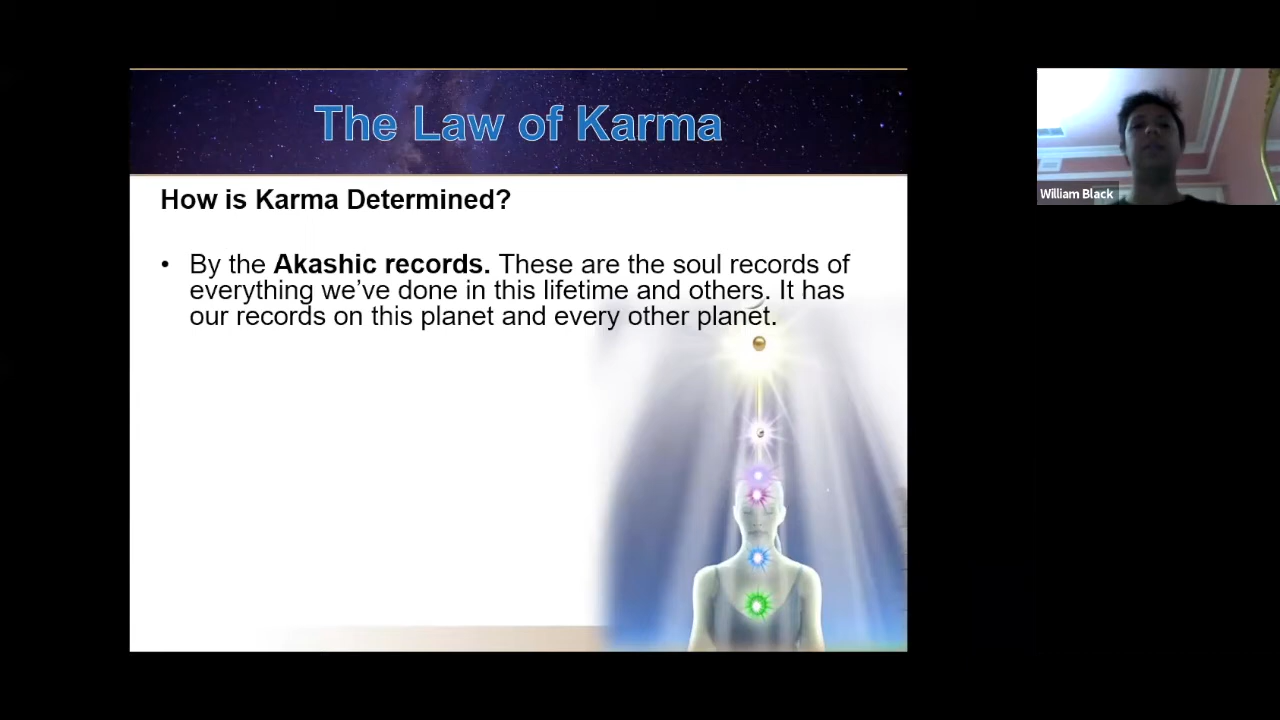 The Law of Karma
How is Karma Determined?
• By the Akashic records. These are the soul records of
everything we’ve done in this lifetime and others. It has
our records on this planet and every other planet.
William Black